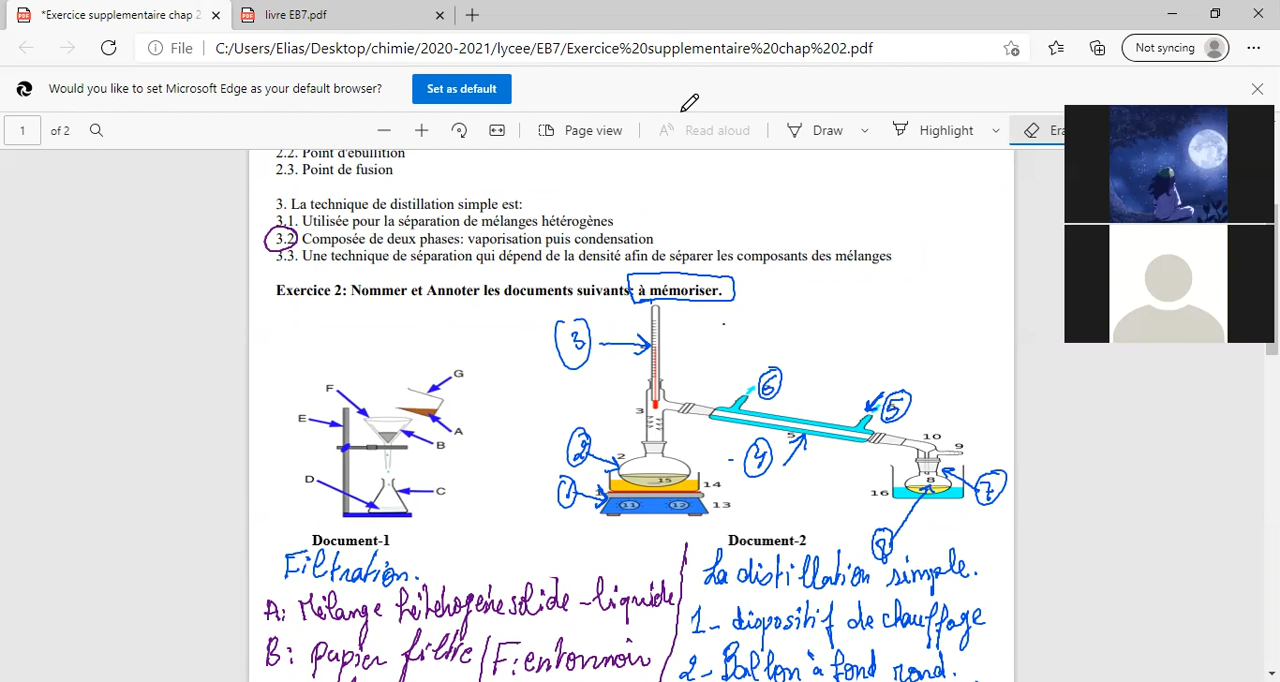 *Exercice supplementaire chap 2
livre EB7.pdf
File
C:/Users/Elias/Desktop/chimie/2020-2021/lycee/EB7/Exercice%20supplementaire%20chap%202.pdf
Not syncing
Would you like to set Microsoft Edge as your default browser?
Set as default
1 of 2
Page view
Read aloud
Draw
Highlight
2.2. Point d'ébullition
2.3. Point de fusion
3. La technique de distillation simple est:
3.1. Utilisée pour la séparation de mélanges hétérogènes
3.2 Composée de deux phases: vaporisation puis condensation
3.3. Une technique de séparation qui dépend de la densité afin de séparer les composants des mélanges
Exercice 2: Nommer et Annoter les documents suivants: à mémoriser.
3
G
F
6
E
A
B
3
5
5
10
9
2
2
4
15
14
8
7
D
C
1
1
11
12
13
16
8
Document-1
Document-2
Filtration.
La distillation simple.
A: Mélange hétérogène solide-liquide
1- dispositif de chauffage
B: papier filtre / F: entonnoir
2- Ballon à fond rond.